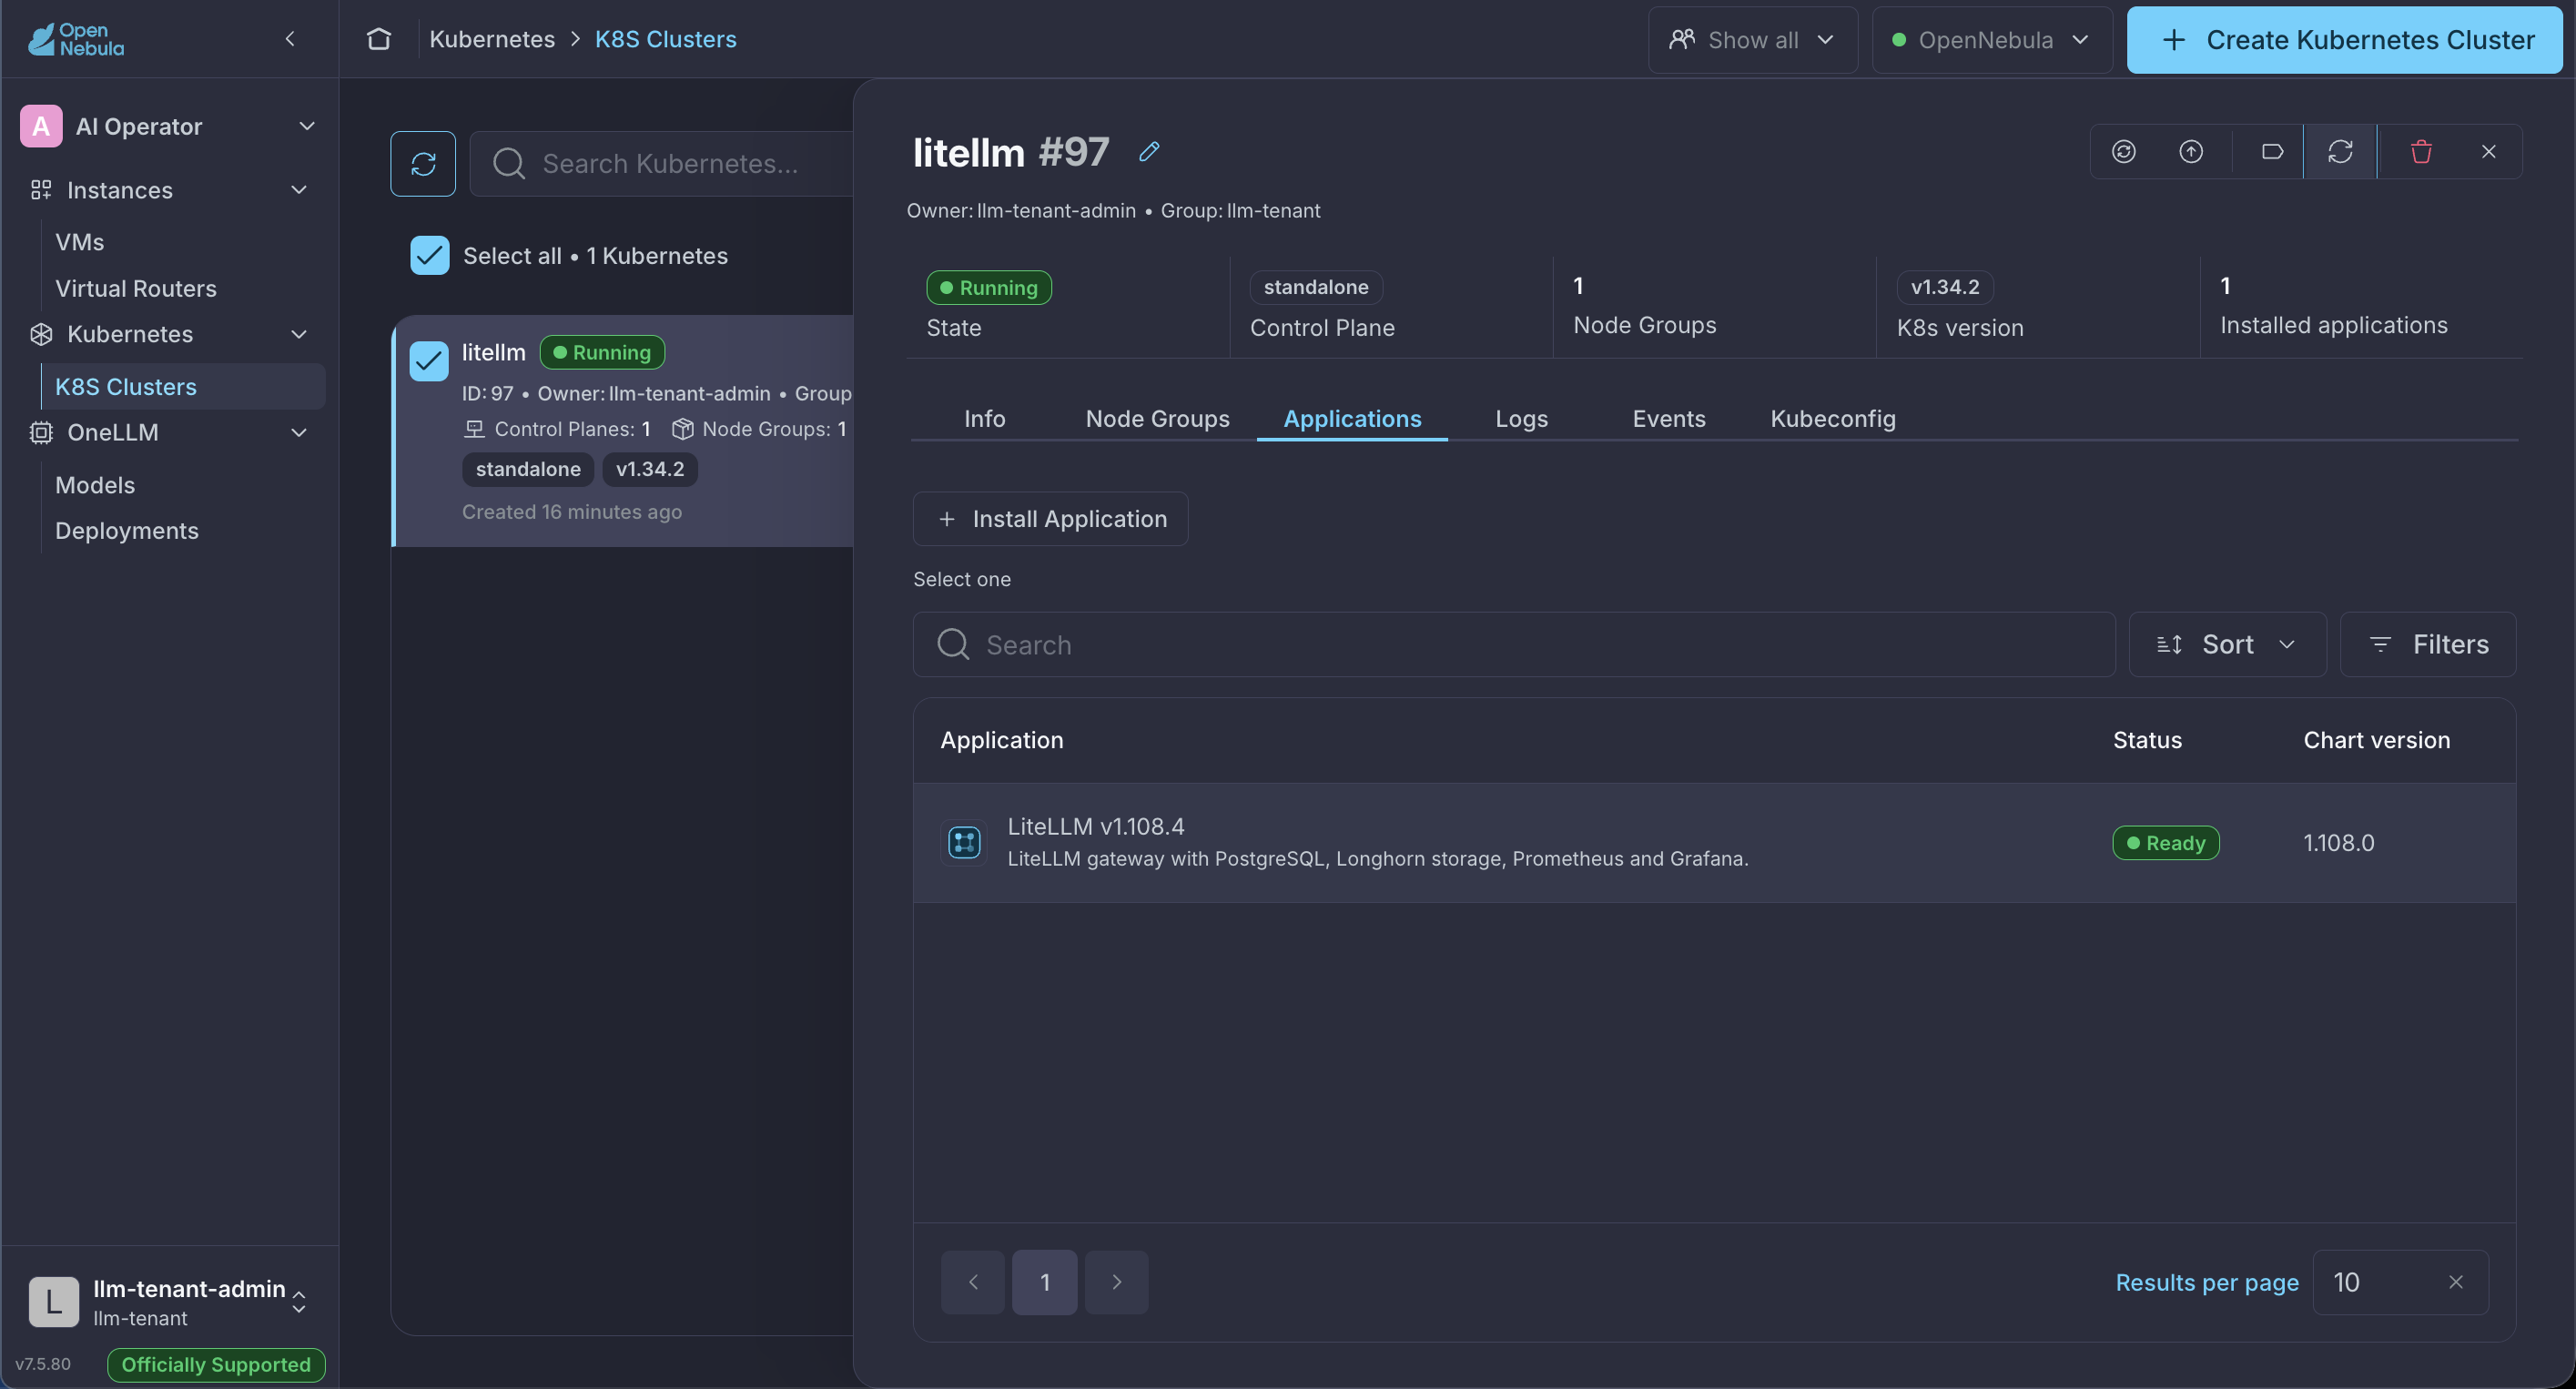 Open
Nebula
Kubernetes > K8S Clusters
Show all
OpenNebula
+ Create Kubernetes Cluster
A AI Operator
Instances
VMs
Virtual Routers
Kubernetes
K8S Clusters
OneLLM
Models
Deployments
L
llm-tenant-admin
llm-tenant
v7.5.80
Officially Supported
Search Kubernetes...
Select all • 1 Kubernetes
litellm Running
ID: 97 • Owner: llm-tenant-admin • Group
Control Planes: 1 Node Groups: 1
standalone v1.34.2
Created 16 minutes ago
litellm #97
Owner: llm-tenant-admin • Group: llm-tenant
Running
State
standalone
Control Plane
1
Node Groups
v1.34.2
K8s version
1
Installed applications
Info Node Groups Applications Logs Events Kubeconfig
+ Install Application
Select one
Search
Sort
Filters
Application Status Chart version
LiteLLM v1.108.4
LiteLLM gateway with PostgreSQL, Longhorn storage, Prometheus and Grafana.
Ready
1.108.0
1
Results per page 10